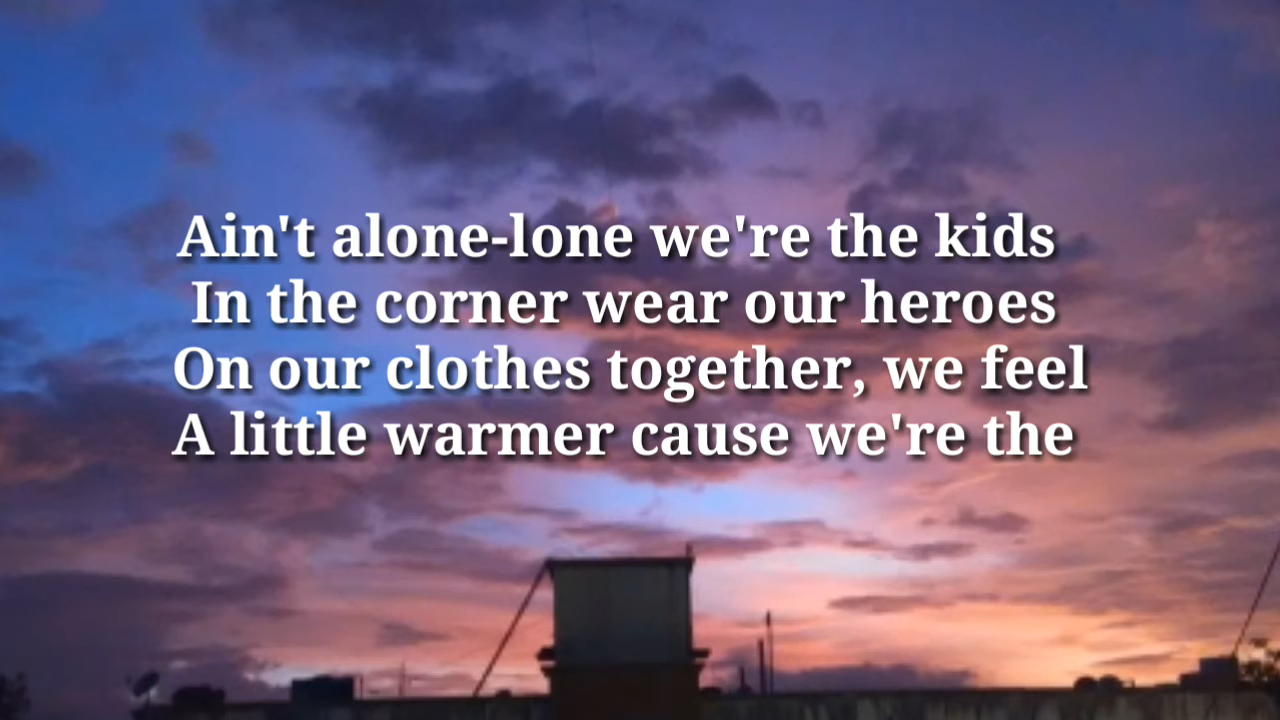 Ain't alone-lone we're the kids
In the corner wear our heroes
On our clothes together, we feel
A little warmer cause we're the